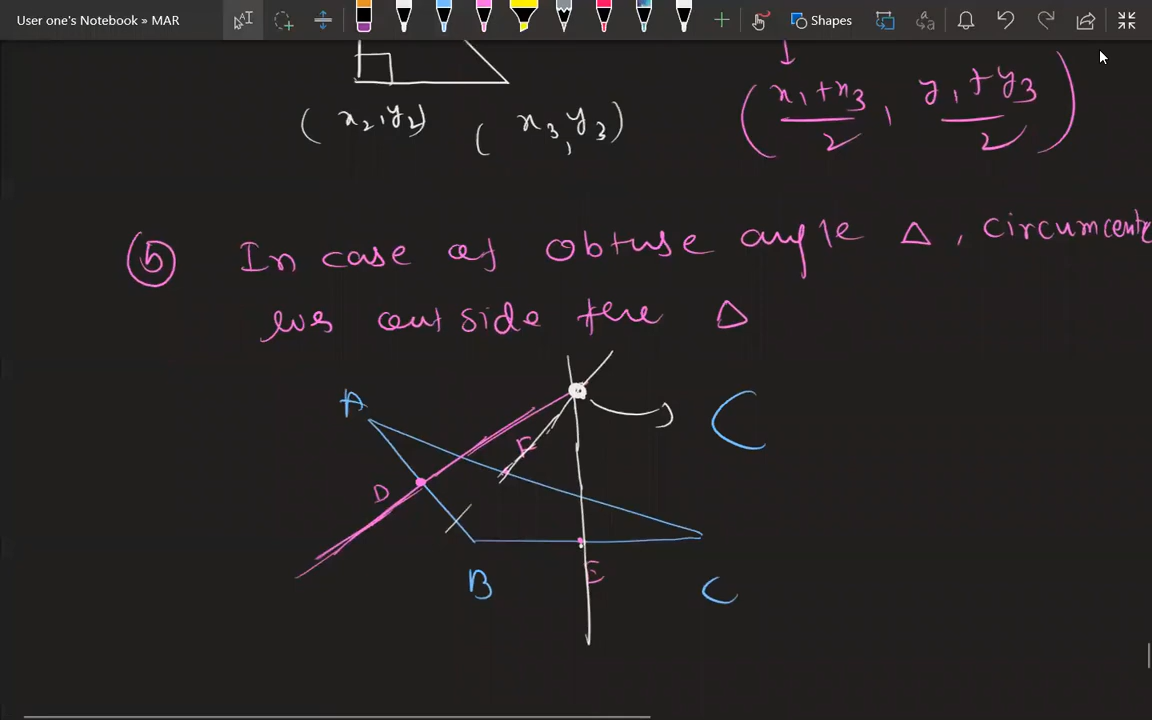 User one's Notebook » MAR
Shapes
(x₂,y₂) (x₃,y₃)
(x₁+x₃/2, y₁+y₃/2)
⑤ In case of obtuse angle Δ, circumcente
lies outside the Δ
A
C
F
D
E
B
C